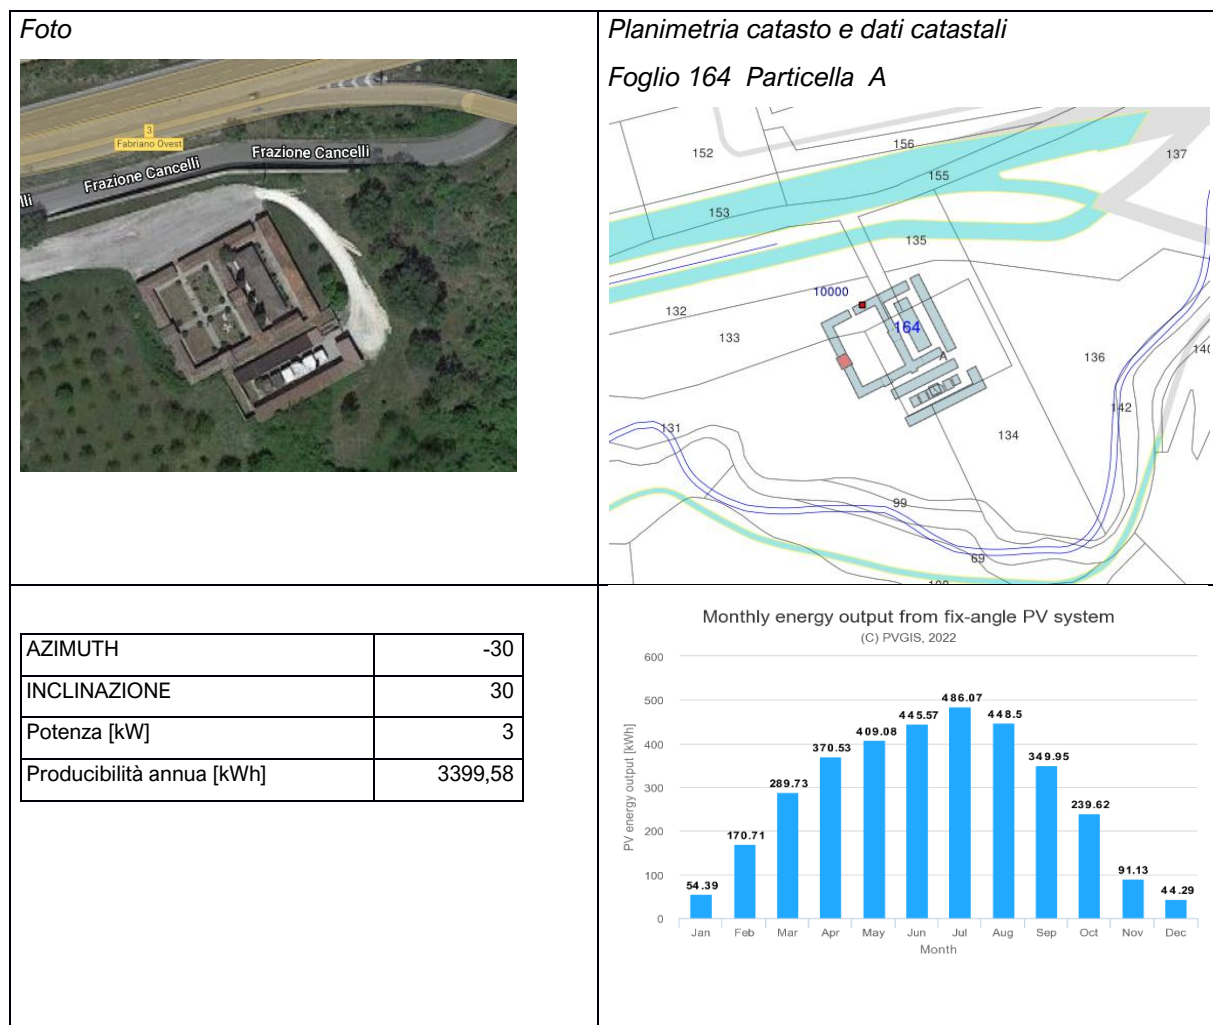 Foto
3
Fabriano Ovest
Frazione Cancelli
Frazione Cancelli
lli
Planimetria catasto e dati catastali
Foglio 164 Particella A
152
156
137
155
153
135
10000
132
164
133
A
136
140
142
131
134
99
69
AZIMUTH -30
INCLINAZIONE 30
Potenza [kW] 3
Producibilità annua [kWh] 3399,58
Monthly energy output from fix-angle PV system
(C) PVGIS, 2022
PV energy output [kWh]
600
500
400
300
200
100
0
54.39
170.71
289.73
370.53
409.08
445.57
486.07
448.5
349.95
239.62
91.13
44.29
Jan Feb Mar Apr May Jun Jul Aug Sep Oct Nov Dec
Month